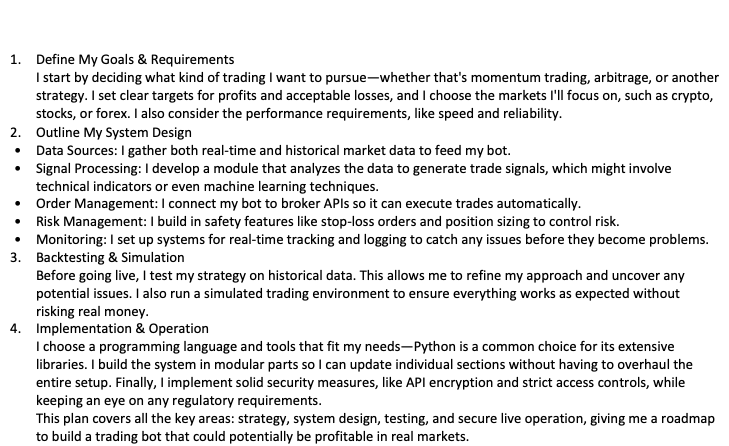 1. Define My Goals & Requirements
I start by deciding what kind of trading I want to pursue—whether that's momentum trading, arbitrage, or another
strategy. I set clear targets for profits and acceptable losses, and I choose the markets I'll focus on, such as crypto,
stocks, or forex. I also consider the performance requirements, like speed and reliability.
2. Outline My System Design
• Data Sources: I gather both real-time and historical market data to feed my bot.
• Signal Processing: I develop a module that analyzes the data to generate trade signals, which might involve
technical indicators or even machine learning techniques.
• Order Management: I connect my bot to broker APIs so it can execute trades automatically.
• Risk Management: I build in safety features like stop-loss orders and position sizing to control risk.
• Monitoring: I set up systems for real-time tracking and logging to catch any issues before they become problems.
3. Backtesting & Simulation
Before going live, I test my strategy on historical data. This allows me to refine my approach and uncover any
potential issues. I also run a simulated trading environment to ensure everything works as expected without
risking real money.
4. Implementation & Operation
I choose a programming language and tools that fit my needs—Python is a common choice for its extensive
libraries. I build the system in modular parts so I can update individual sections without having to overhaul the
entire setup. Finally, I implement solid security measures, like API encryption and strict access controls, while
keeping an eye on any regulatory requirements.
This plan covers all the key areas: strategy, system design, testing, and secure live operation, giving me a roadmap
to build a trading bot that could potentially be profitable in real markets.